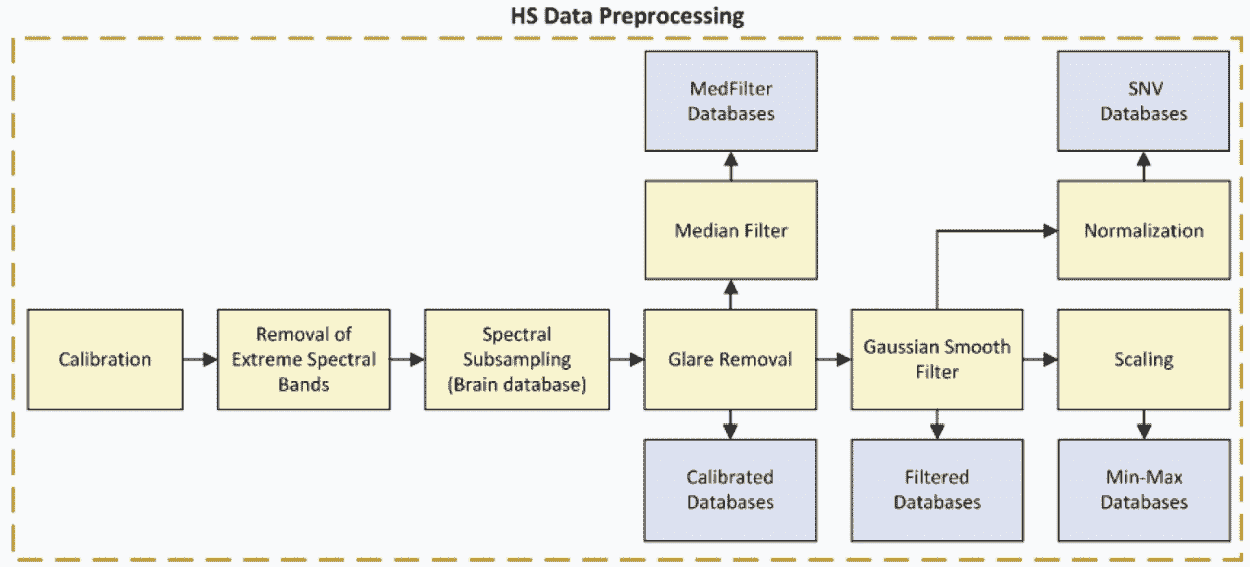 HS Data Preprocessing
MedFilter
Databases
SNV
Databases
Median Filter
Normalization
Calibration
Removal of
Extreme Spectral
Bands
Spectral
Subsampling
(Brain database)
Glare Removal
Gaussian Smooth
Filter
Scaling
Calibrated
Databases
Filtered
Databases
Min-Max
Databases